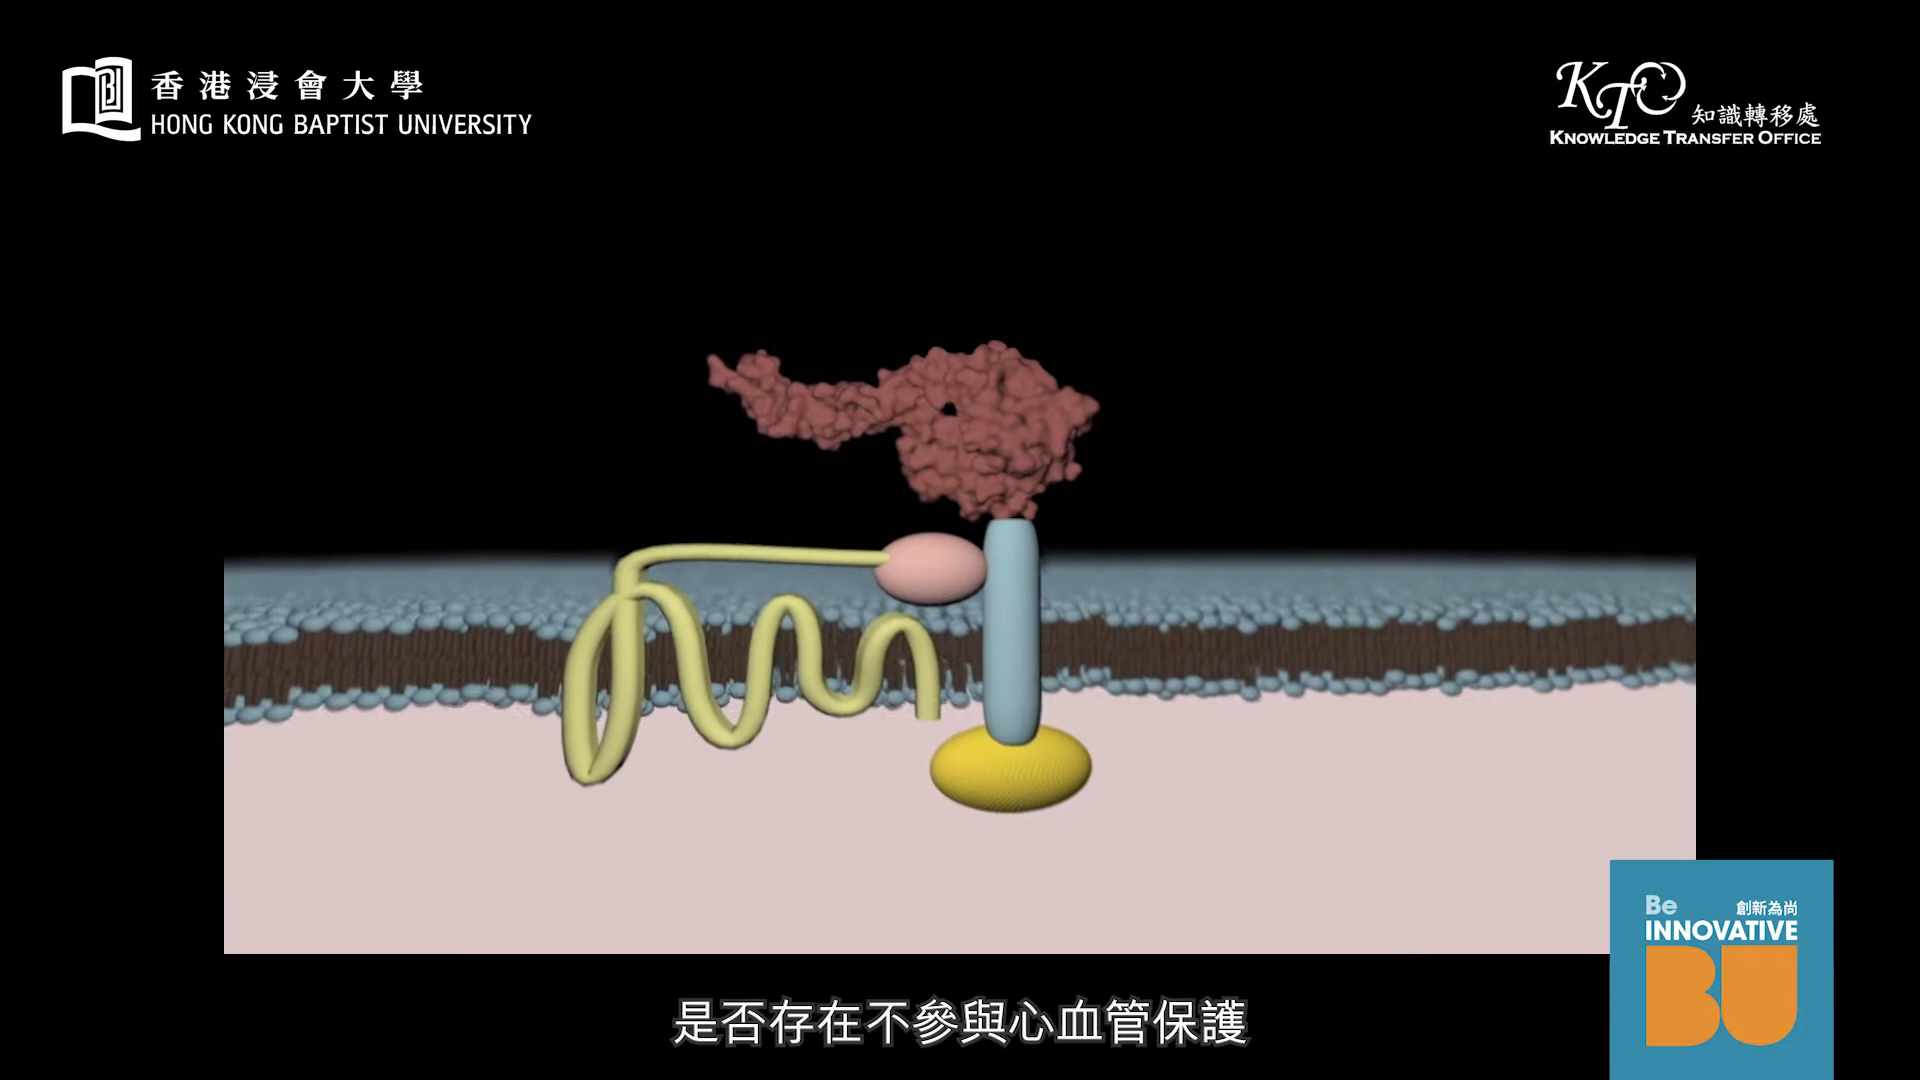 香港浸會大學
HONG KONG BAPTIST UNIVERSITY
KTO 知識轉移處
KNOWLEDGE TRANSFER OFFICE
Be 創新為尚
INNOVATIVE
BU
是否存在不參與心血管保護